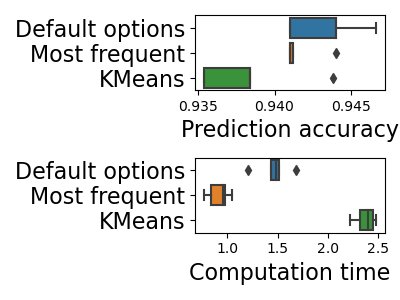 Default options
Most frequent
KMeans
0.935 0.940 0.945
Prediction accuracy
Default options
Most frequent
KMeans
1.0 1.5 2.0 2.5
Computation time